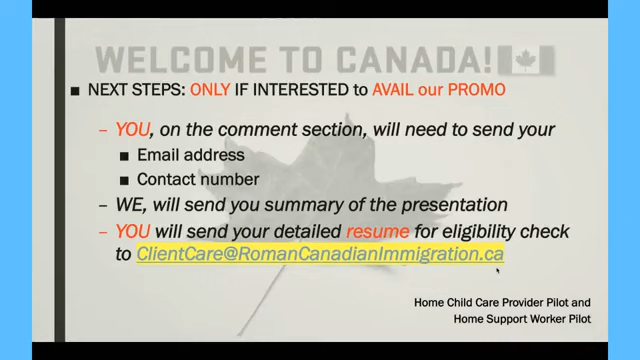 WELCOME TO CANADA!
NEXT STEPS: ONLY IF INTERESTED to AVAIL our PROMO
– YOU, on the comment section, will need to send your
Email address
Contact number
– WE, will send you summary of the presentation
– YOU will send your detailed resume for eligibility check
to ClientCare@RomanCanadianImmigration.ca
Home Child Care Provider Pilot and
Home Support Worker Pilot